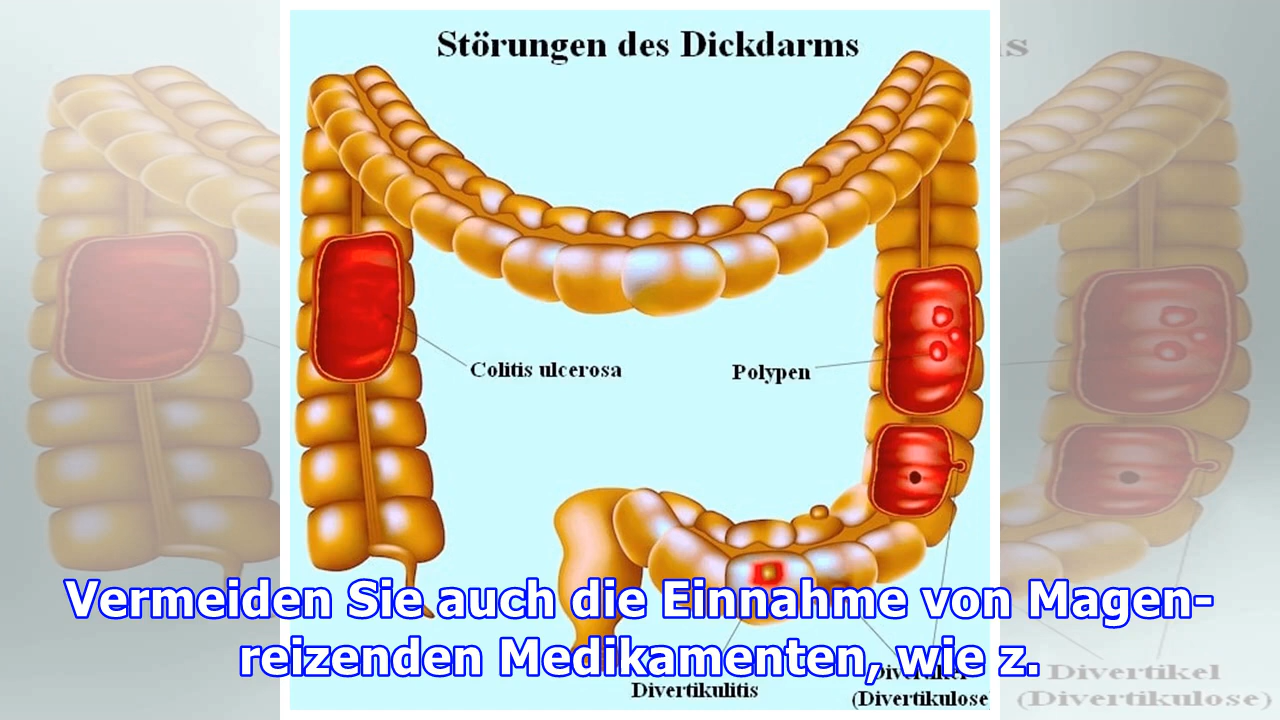 Störungen des Dickdarms
Colitis ulcerosa
Polypen
Vermeiden Sie auch die Einnahme von Magen-
reizenden Medikamenten, wie z.
Divertikulitis
Divertikel
(Divertikulose)
Divertikel
(Divertikulose)